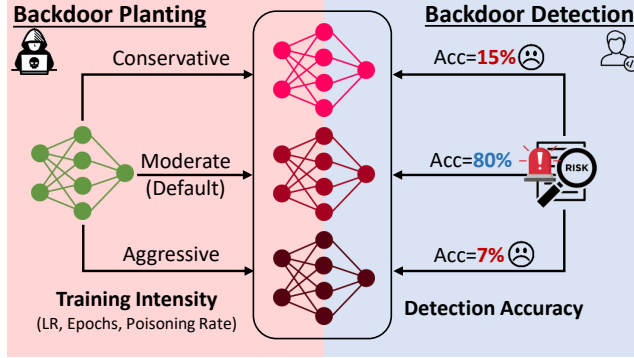 Backdoor Planting
Backdoor Detection
Conservative
Acc=15%
Moderate
(Default)
Acc=80%
RISK
Aggressive
Acc=7%
Training Intensity
(LR, Epochs, Poisoning Rate)
Detection Accuracy